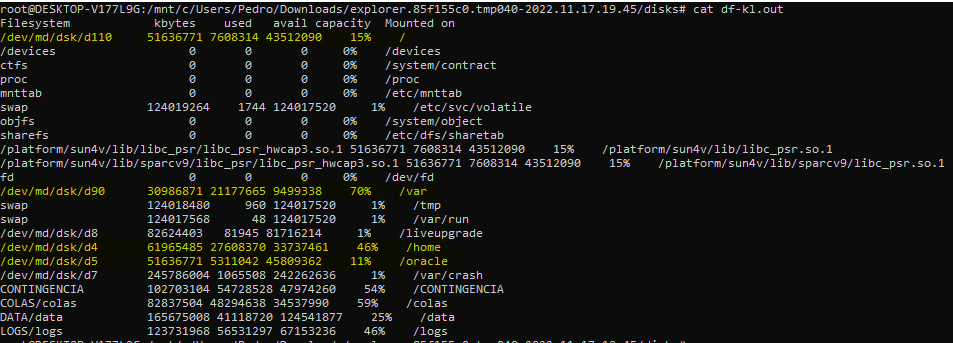 root@DESKTOP-V177L9G:/mnt/c/Users/Pedro/Downloads/explorer.85f155c0.tmp040-2022.11.17.19.45/disks# cat df-kl.out
Filesystem kbytes used avail capacity Mounted on
/dev/md/dsk/d110 51636771 7608314 43512090 15% /
/devices 0 0 0 0% /devices
ctfs 0 0 0 0% /system/contract
proc 0 0 0 0% /proc
mnttab 0 0 0 0% /etc/mnttab
swap 124019264 1744 124017520 1% /etc/svc/volatile
objfs 0 0 0 0% /system/object
sharefs 0 0 0 0% /etc/dfs/sharetab
/platform/sun4v/lib/libc_psr/libc_psr_hwcap3.so.1 51636771 7608314 43512090 15% /platform/sun4v/lib/libc_psr.so.1
/platform/sun4v/lib/sparcv9/libc_psr/libc_psr_hwcap3.so.1 51636771 7608314 43512090 15% /platform/sun4v/lib/sparcv9/libc_psr.so.1
fd 0 0 0 0% /dev/fd
/dev/md/dsk/d90 30986871 21177665 9499338 70% /var
swap 124018480 960 124017520 1% /tmp
swap 124017568 48 124017520 1% /var/run
/dev/md/dsk/d8 82624403 81945 81716214 1% /liveupgrade
/dev/md/dsk/d4 61965485 27608370 33737461 46% /home
/dev/md/dsk/d5 51636771 5311042 45809362 11% /oracle
/dev/md/dsk/d7 245786004 1065508 242262636 1% /var/crash
CONTINGENCIA 102703104 54728528 47974260 54% /CONTINGENCIA
COLAS/colas 82837504 48294638 34537990 59% /colas
DATA/data 165675008 41118720 124541877 25% /data
LOGS/logs 123731968 56531297 67153236 46% /logs